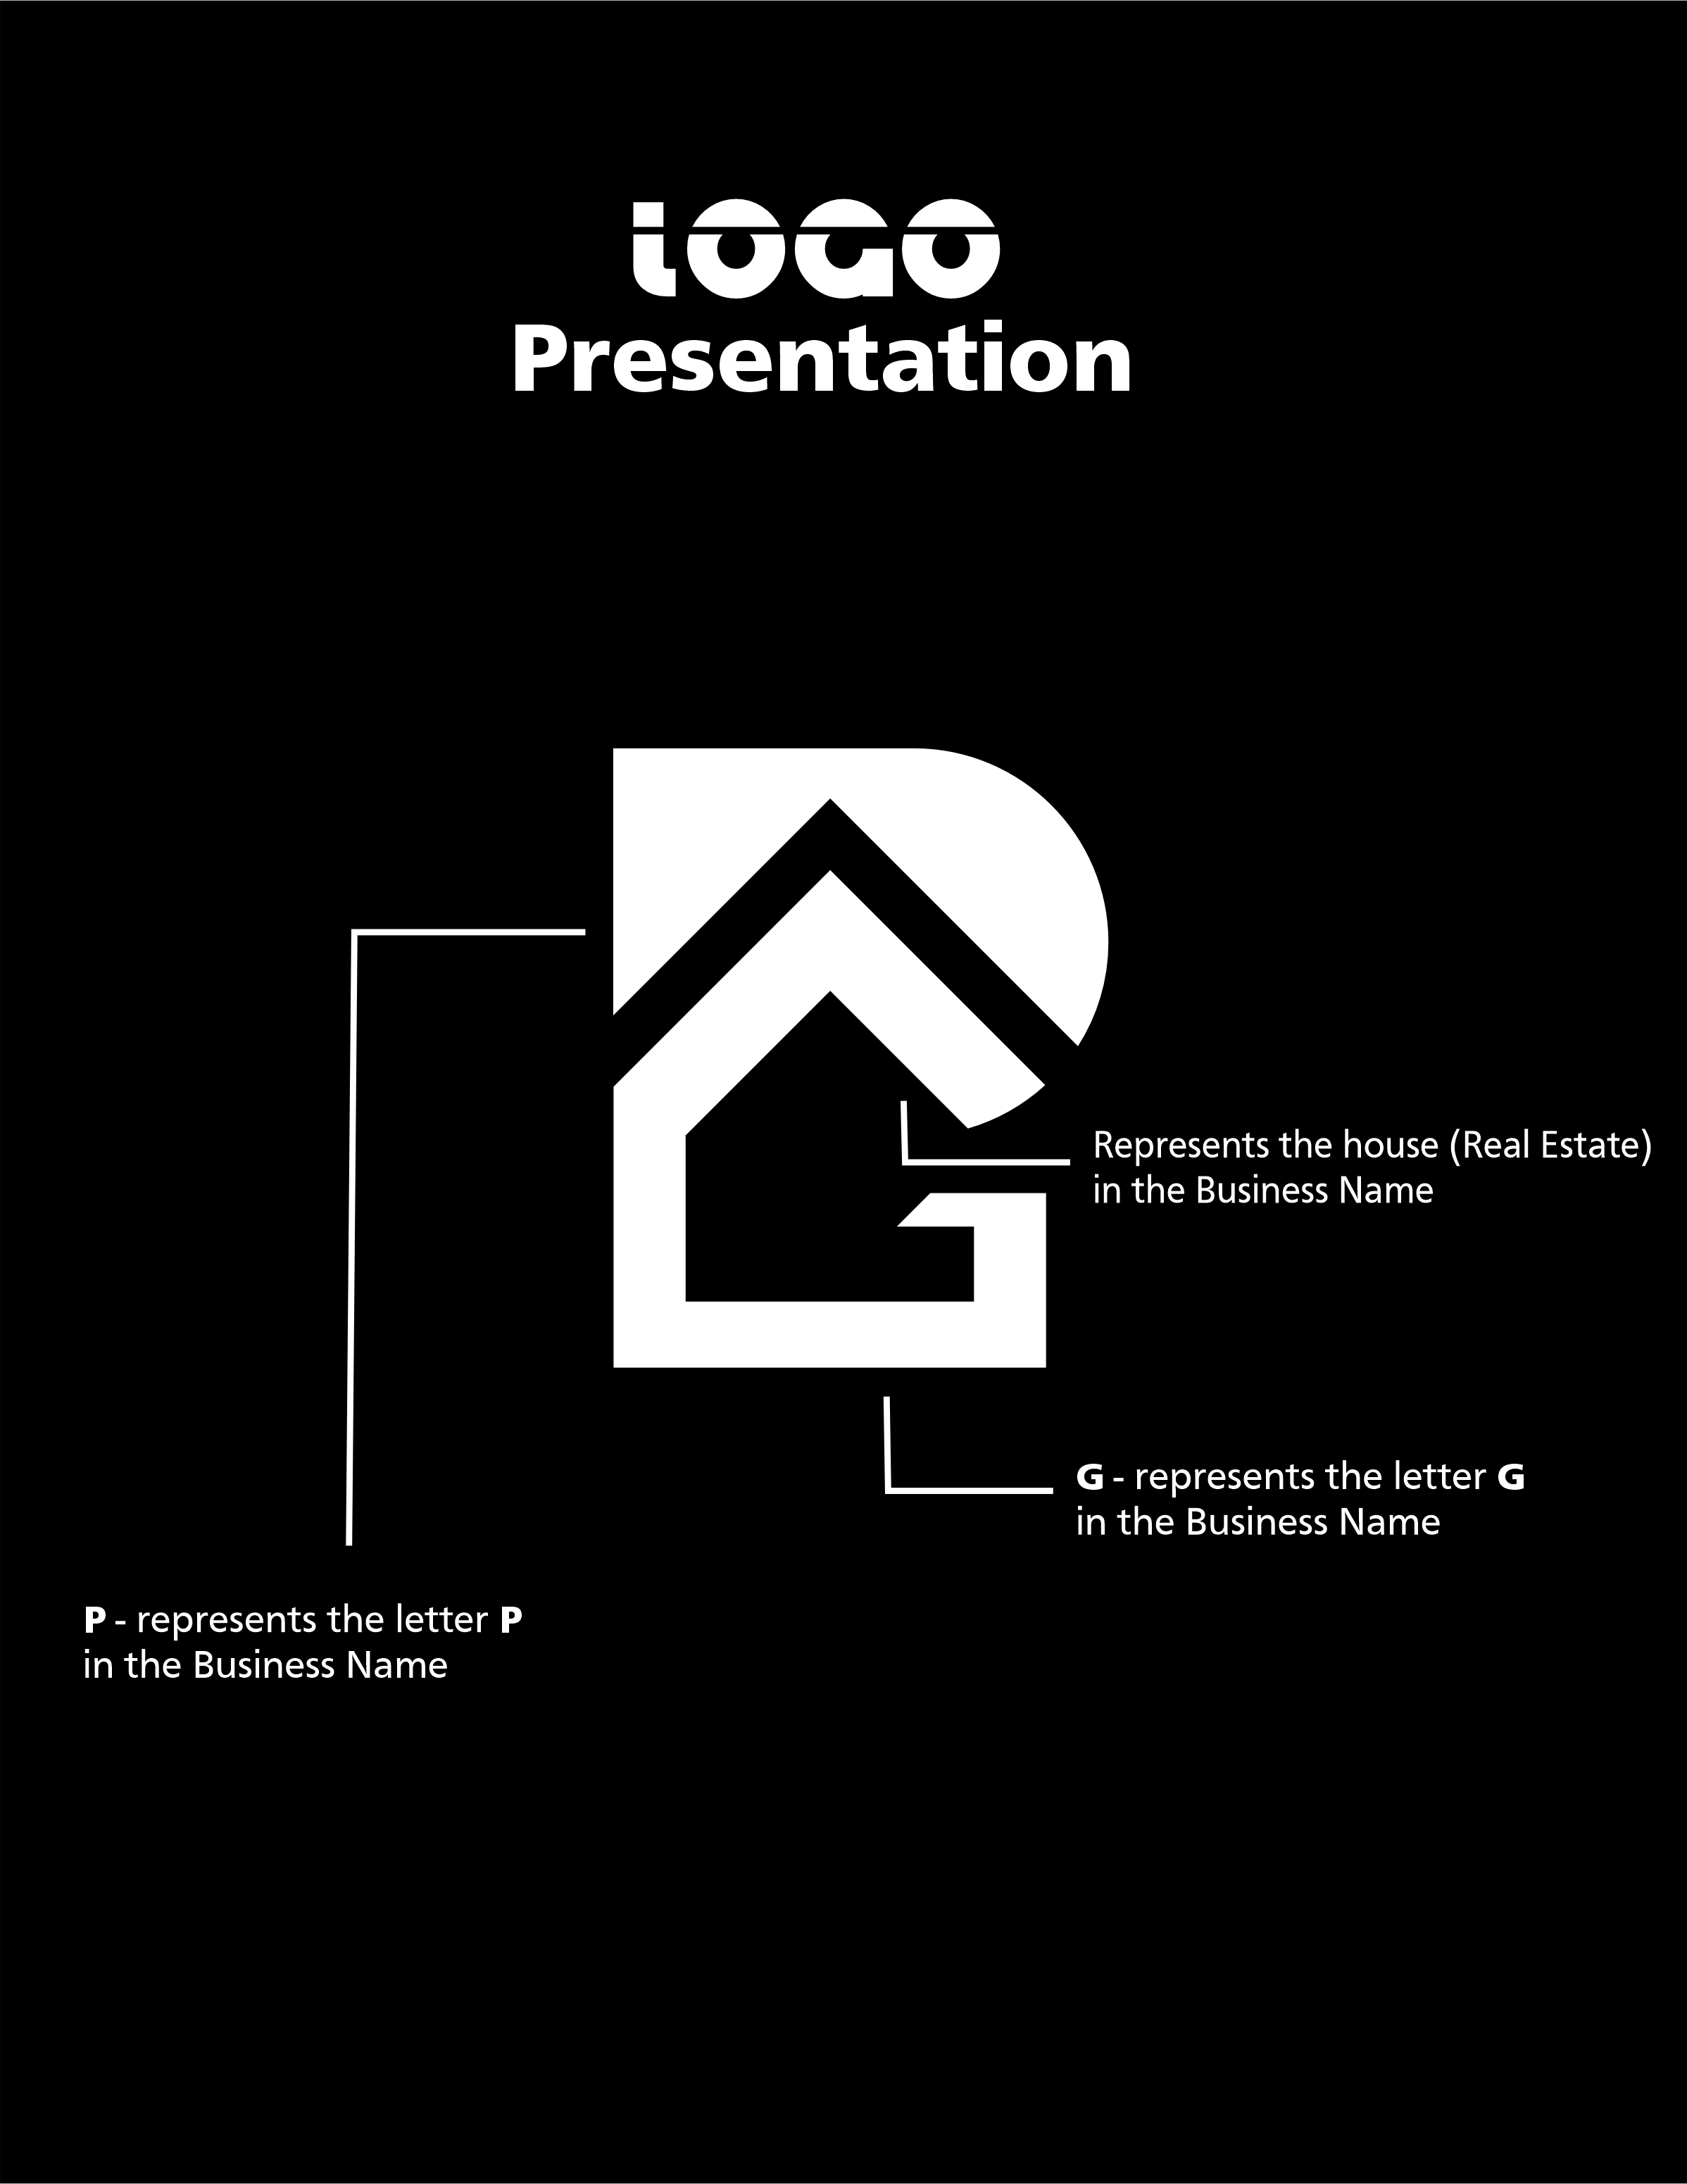 LOGO
Presentation
Represents the house (Real Estate)
in the Business Name
G - represents the letter G
in the Business Name
P - represents the letter P
in the Business Name